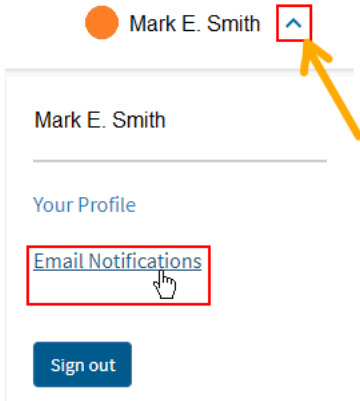 Mark E. Smith
Mark E. Smith
Your Profile
Email Notifications
Sign out